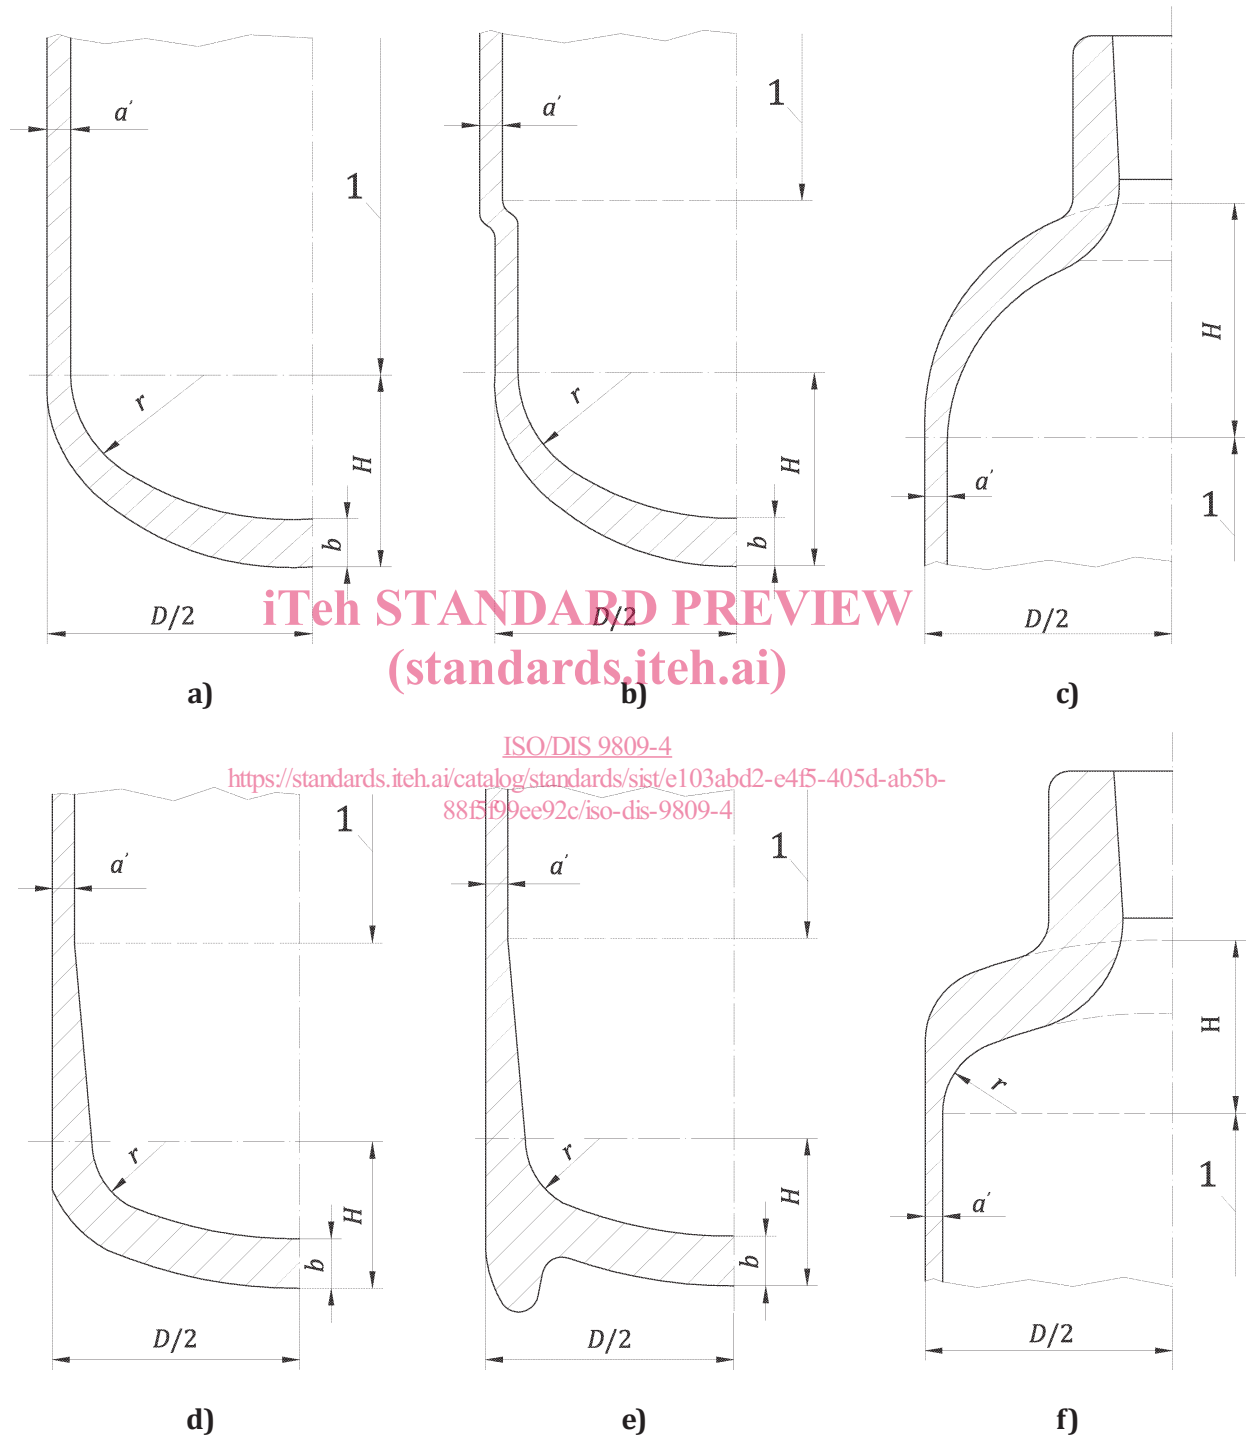 a'
1
r
H
b
D/2
a)
a'
1
r
H
b
D/2
b)
H
a'
1
D/2
c)
iTeh STANDARD PREVIEW
(standards.iteh.ai)
ISO/DIS 9809-4
https://standards.iteh.ai/catalog/standards/sist/e103abd2-e4f5-405d-ab5b-
88f5f99ee92c/iso-dis-9809-4
1
a'
r
H
b
D/2
d)
1
a'
r
H
b
D/2
e)
H
r
1
a'
D/2
f)